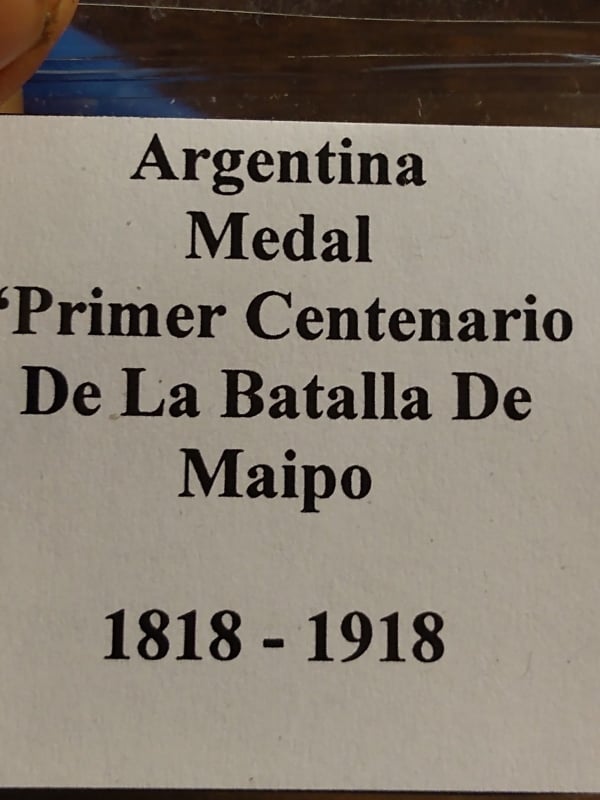 Argentina
Medal
‘Primer Centenario
De La Batalla De
Maipo
1818 - 1918